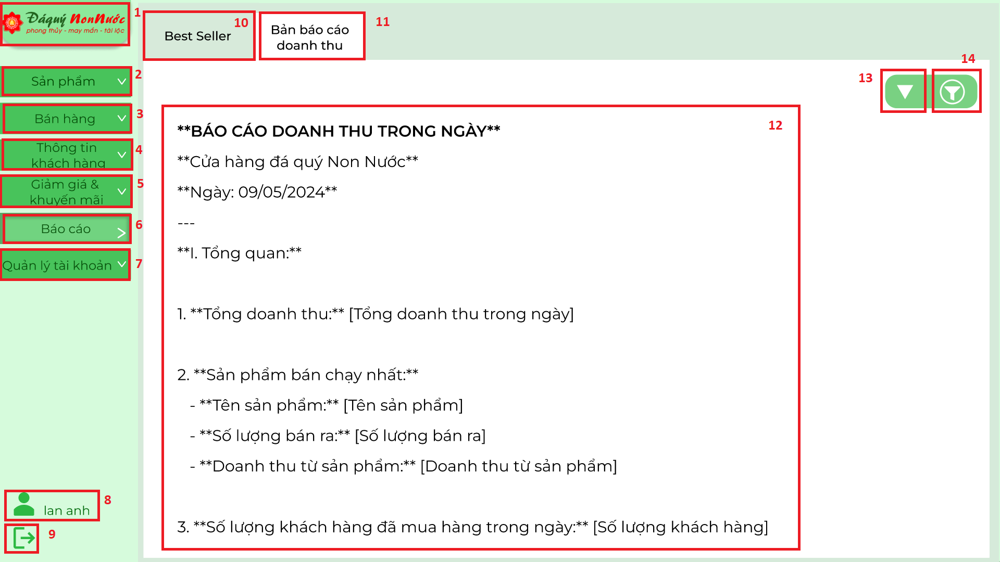 Đáquý NonNước
phong thủy - may mắn - tài lộc
1
Sản phẩm
2
Bán hàng
3
Thông tin
khách hàng
4
Giảm giá &
khuyến mãi
5
Báo cáo
6
Quản lý tài khoản
7
lan anh
8
9
Best Seller
10
Bản báo cáo
doanh thu
11
13
14
12
**BÁO CÁO DOANH THU TRONG NGÀY**
**Cửa hàng đá quý Non Nước**
**Ngày: 09/05/2024**
---
**I. Tổng quan:**
1. **Tổng doanh thu:** [Tổng doanh thu trong ngày]
2. **Sản phẩm bán chạy nhất:**
- **Tên sản phẩm:** [Tên sản phẩm]
- **Số lượng bán ra:** [Số lượng bán ra]
- **Doanh thu từ sản phẩm:** [Doanh thu từ sản phẩm]
3. **Số lượng khách hàng đã mua hàng trong ngày:** [Số lượng khách hàng]